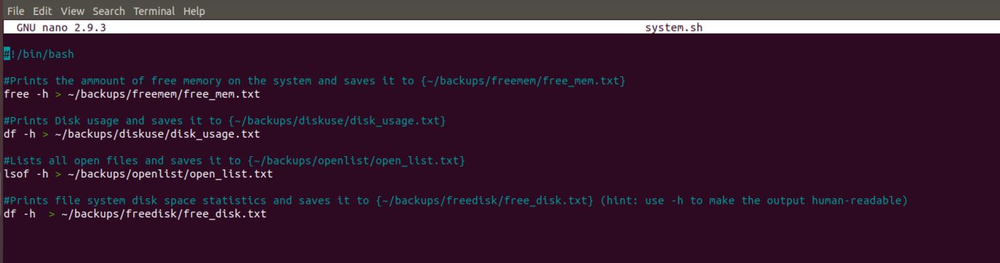 File Edit View Search Terminal Help
GNU nano 2.9.3 system.sh
#!/bin/bash
#Prints the ammount of free memory on the system and saves it to {~/backups/freemem/free_mem.txt}
free -h > ~/backups/freemem/free_mem.txt
#Prints Disk usage and saves it to {~/backups/diskuse/disk_usage.txt}
df -h > ~/backups/diskuse/disk_usage.txt
#Lists all open files and saves it to {~/backups/openlist/open_list.txt}
lsof -h > ~/backups/openlist/open_list.txt
#Prints file system disk space statistics and saves it to {~/backups/freedisk/free_disk.txt} (hint: use -h to make the output human-readable)
df -h  > ~/backups/freedisk/free_disk.txt